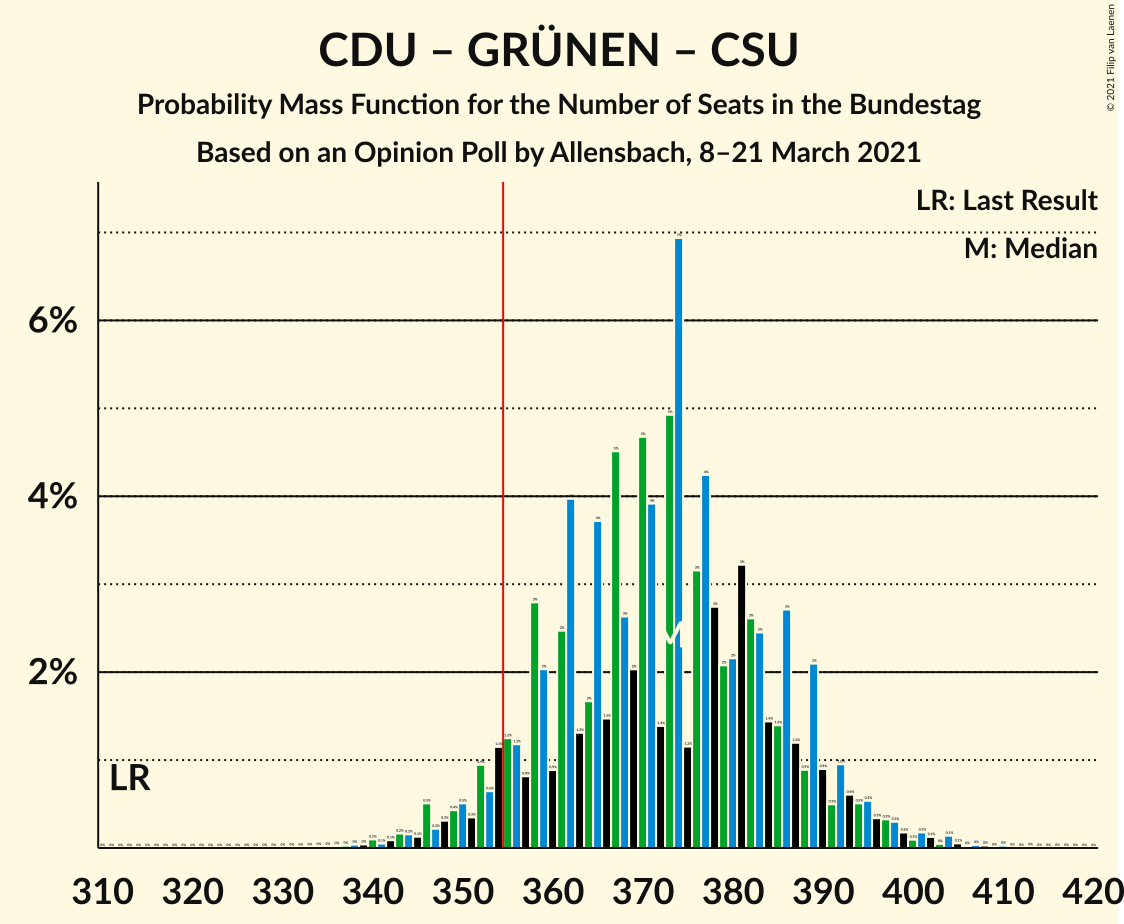 CDU – GRÜNEN – CSU
Probability Mass Function for the Number of Seats in the Bundestag
Based on an Opinion Poll by Allensbach, 8–21 March 2021
© 2021 Filip van Laenen
LR: Last Result
M: Median
6%
4%
2%
LR
M
310 320 330 340 350 360 370 380 390 400 410 420